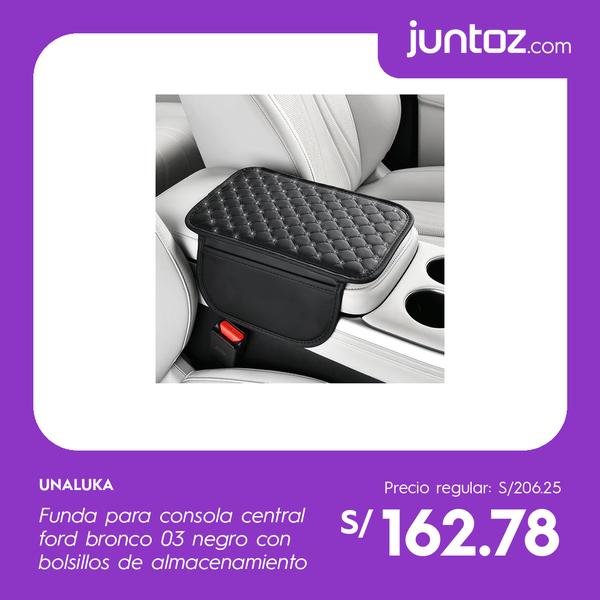 juntoz.com
UNALUKA
Funda para consola central
ford bronco 03 negro con
bolsillos de almacenamiento
Precio regular: S/206.25
S/162.78